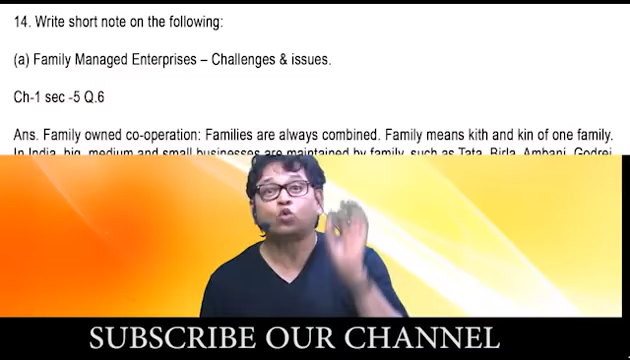 14. Write short note on the following:
(a) Family Managed Enterprises – Challenges & issues.
Ch-1 sec -5 Q.6
Ans. Family owned co-operation: Families are always combined. Family means kith and kin of one family.
In India, big, medium and small businesses are maintained by family, such as Tata, Birla, Ambani, Godrej,
SUBSCRIBE OUR CHANNEL